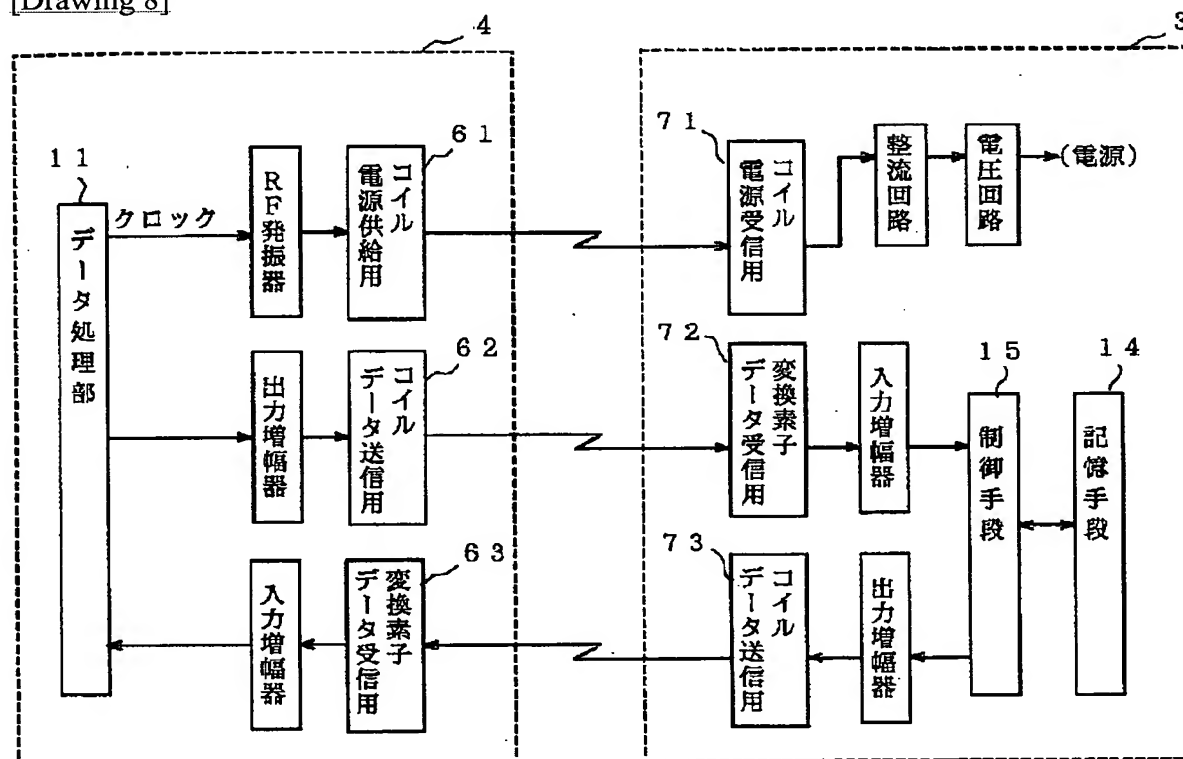 [Drawing 8]
4
3
11
データ処理部
クロック
RF発振器
61
電源供給用
コイル
71
電源受信用
コイル
整流回路
電圧回路
(電源)
出力増幅器
62
データ送信用
コイル
72
データ受信用
変換素子
入力増幅器
15
制御手段
14
記憶手段
入力増幅器
63
データ受信用
変換素子
73
データ送信用
コイル
出力増幅器